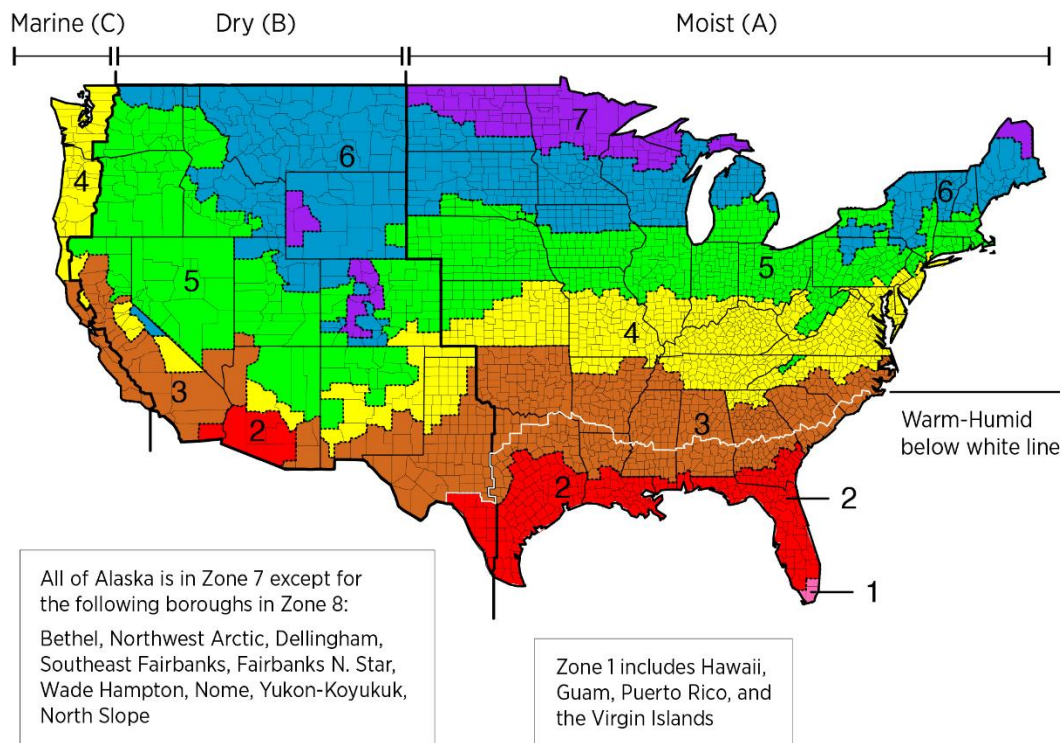 Marine (C) Dry (B) Moist (A)
7
6
4
6
5
5
4
3
3
2
Warm-Humid
below white line
2
2
1
All of Alaska is in Zone 7 except for
the following boroughs in Zone 8:
Bethel, Northwest Arctic, Dellingham,
Southeast Fairbanks, Fairbanks N. Star,
Wade Hampton, Nome, Yukon-Koyukuk,
North Slope
Zone 1 includes Hawaii,
Guam, Puerto Rico, and
the Virgin Islands